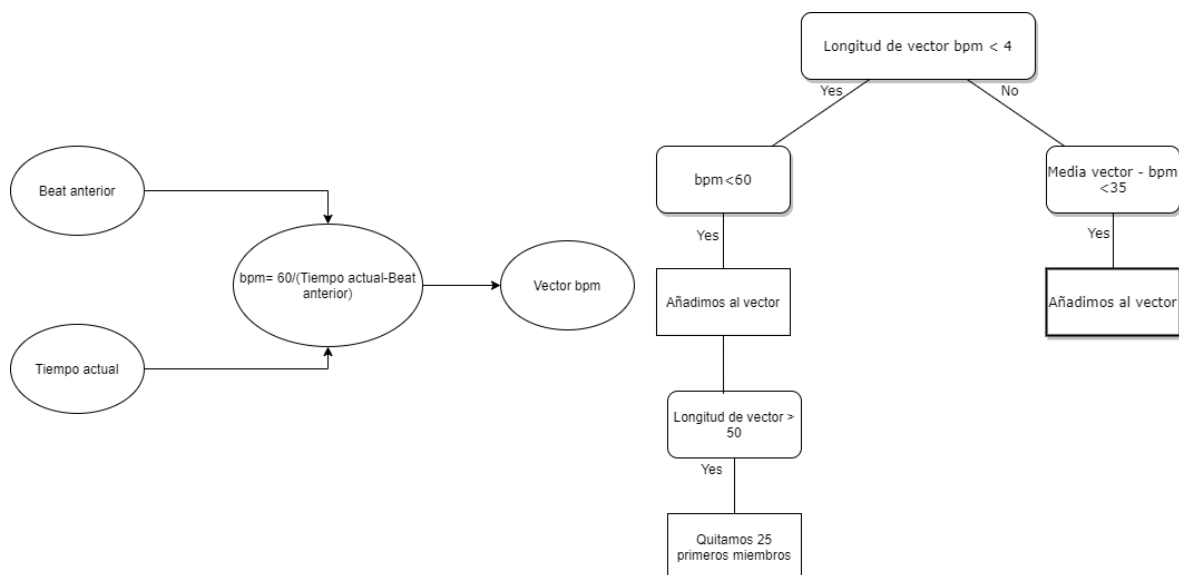 Beat anterior
Tiempo actual
bpm= 60/(Tiempo actual-Beat
anterior)
Vector bpm
Longitud de vector bpm < 4
Yes
No
bpm<60
Media vector - bpm
<35
Yes
Yes
Añadimos al vector
Añadimos al vector
Longitud de vector >
50
Yes
Quitamos 25
primeros miembros